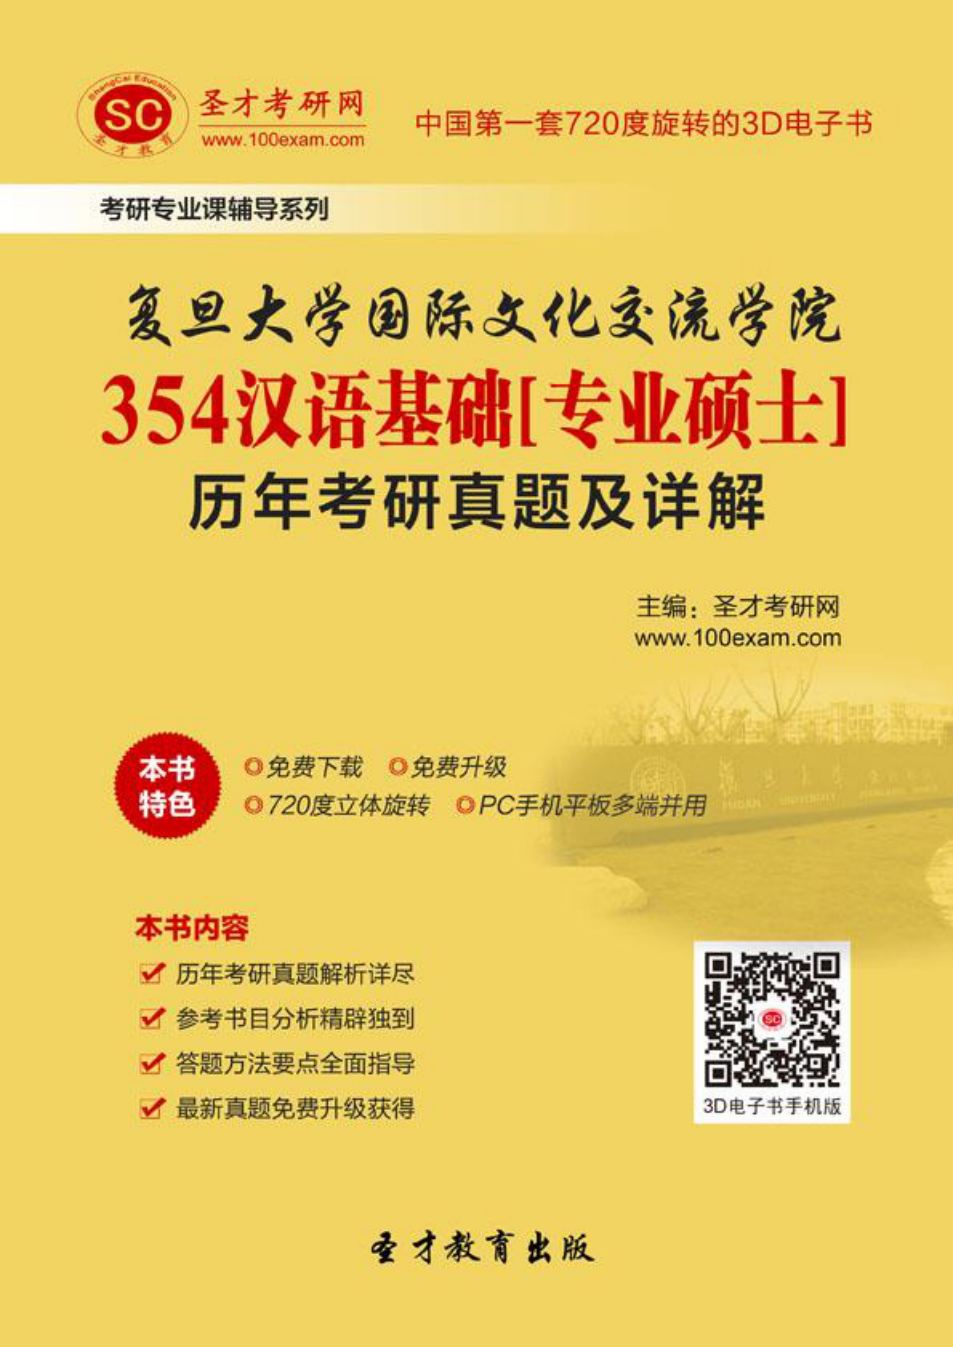 ShengCai Education
SC
圣才教育
圣才考研网
www.100exam.com
中国第一套720度旋转的3D电子书
考研专业课辅导系列
复旦大学国际文化交流学院
354汉语基础[专业硕士]
历年考研真题及详解
主编：圣才考研网
www.100exam.com
本书
特色
免费下载 免费升级
720度立体旋转 PC手机平板多端并用
本书内容
历年考研真题解析详尽
参考书目分析精辟独到
答题方法要点全面指导
最新真题免费升级获得
SC
3D电子书手机版
圣才教育出版